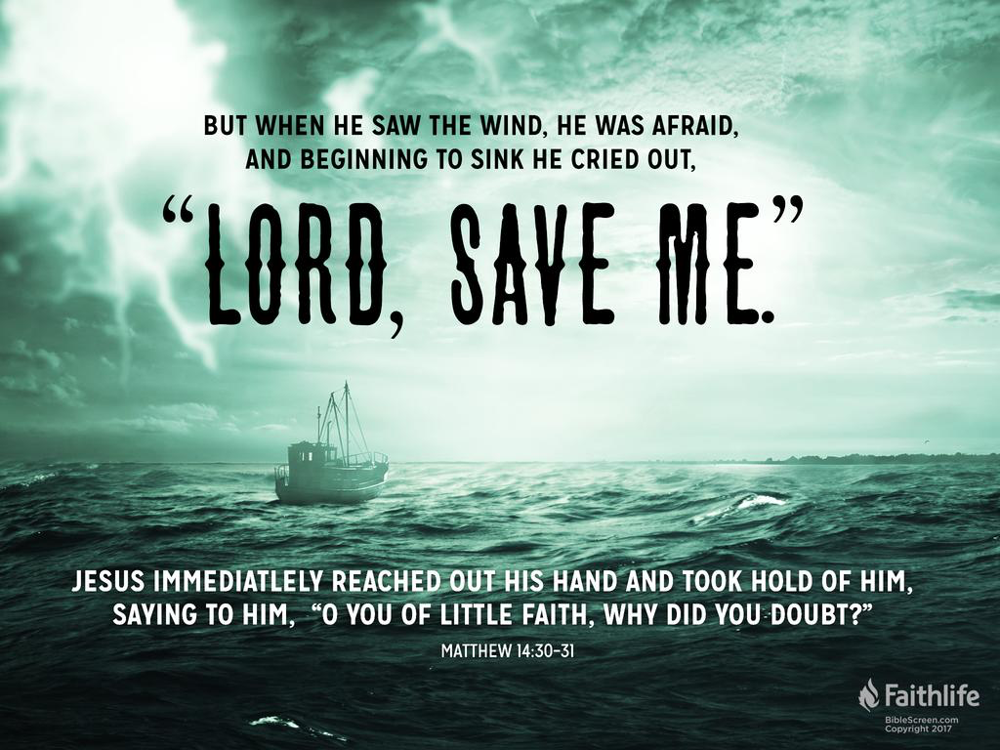 BUT WHEN HE SAW THE WIND, HE WAS AFRAID,
AND BEGINNING TO SINK HE CRIED OUT,
“LORD, SAVE ME.”
JESUS IMMEDIATLELY REACHED OUT HIS HAND AND TOOK HOLD OF HIM,
SAYING TO HIM, “O YOU OF LITTLE FAITH, WHY DID YOU DOUBT?”
MATTHEW 14:30–31
Faithlife
BibleScreen.com
Copyright 2017